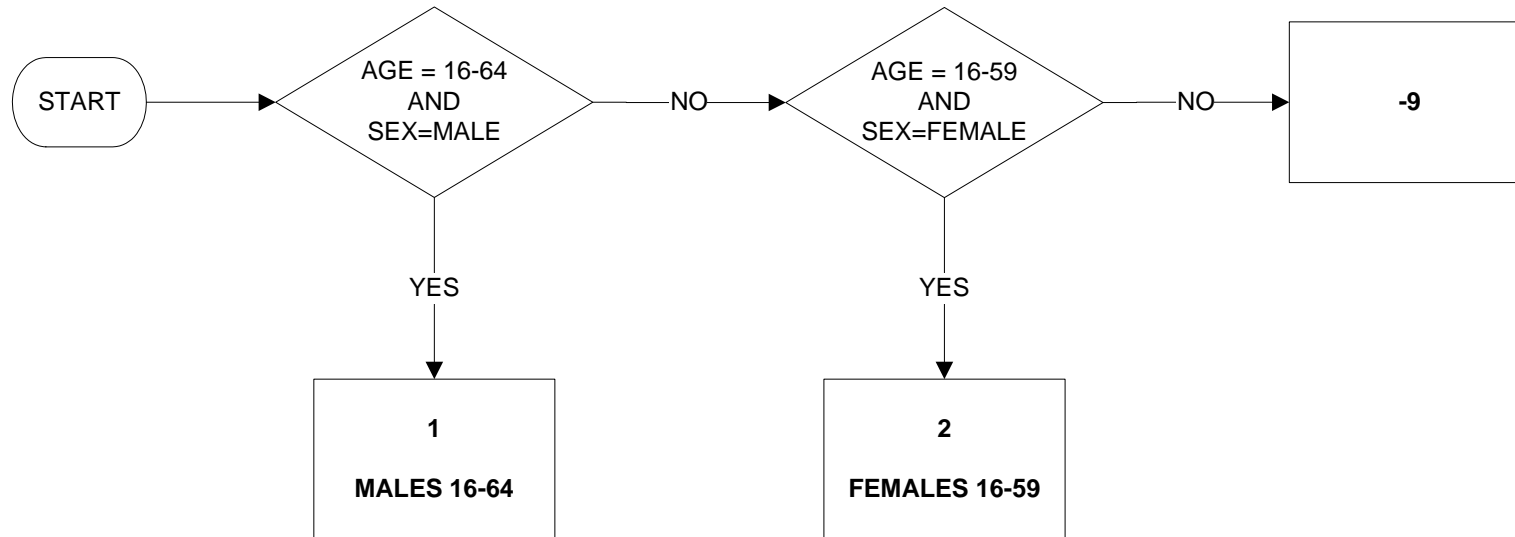 START
AGE = 16-64
AND
SEX=MALE
NO
AGE = 16-59
AND
SEX=FEMALE
NO
-9
YES
YES
1
MALES 16-64
2
FEMALES 16-59